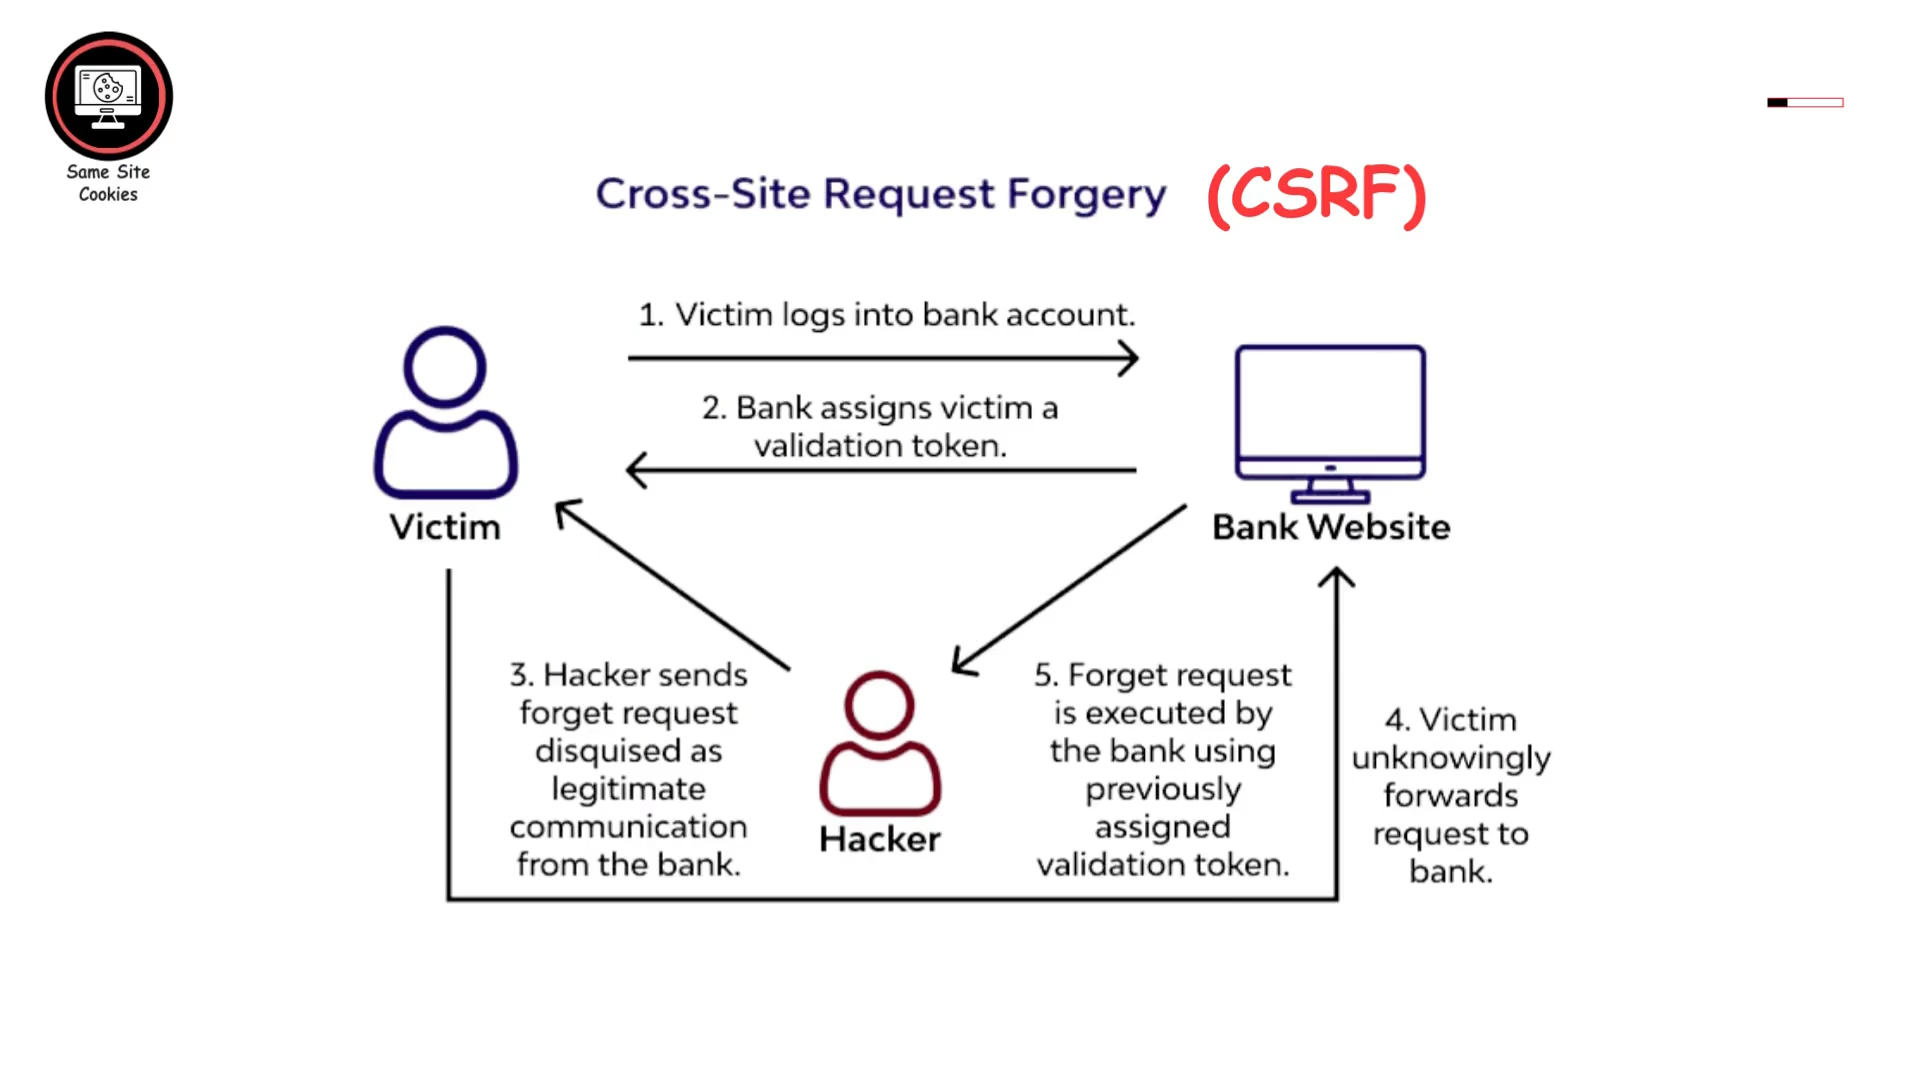 Same Site
Cookies
Cross-Site Request Forgery (CSRF)
1. Victim logs into bank account.
2. Bank assigns victim a
validation token.
Victim
Bank Website
3. Hacker sends
forget request
disquised as
legitimate
communication
from the bank.
Hacker
5. Forget request
is executed by
the bank using
previously
assigned
validation token.
4. Victim
unknowingly
forwards
request to
bank.